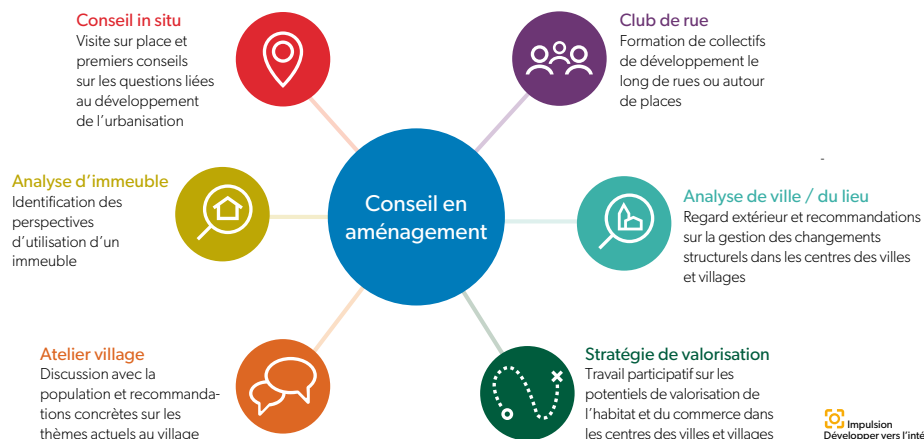 Conseil in situ
Visite sur place et
premiers conseils
sur les questions liées
au développement
de l'urbanisation
Club de rue
Formation de collectifs
de développement le
long de rues ou autour
de places
Analyse d'immeuble
Identification des
perspectives
d'utilisation d'un
immeuble
Conseil en
aménagement
Analyse de ville / du lieu
Regard extérieur et recommandations
sur la gestion des changements
structurels dans les centres des villes
et villages
Atelier village
Discussion avec la
population et recommanda-
tions concrètes sur les
thèmes actuels au village
Stratégie de valorisation
Travail participatif sur les
potentiels de valorisation de
l'habitat et du commerce dans
les centres des villes et villages
Impulsion
Développer vers l'inté